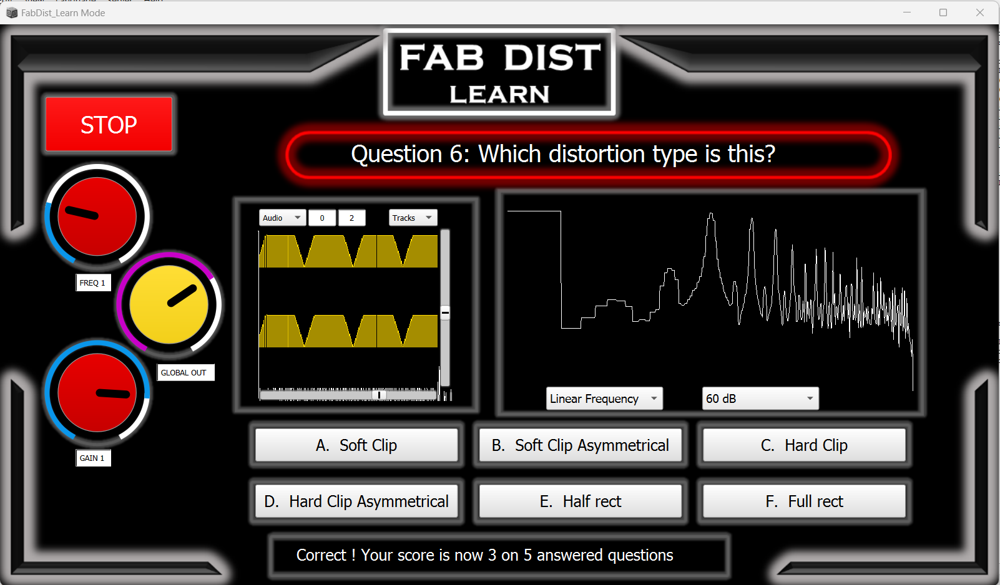 FabDist_Learn Mode
FAB DIST
LEARN
STOP
Question 6: Which distortion type is this?
Audio 0 2 Tracks
FREQ 1
GLOBAL OUT
GAIN 1
Linear Frequency 60 dB
A. Soft Clip
B. Soft Clip Asymmetrical
C. Hard Clip
D. Hard Clip Asymmetrical
E. Half rect
F. Full rect
Correct ! Your score is now 3 on 5 answered questions